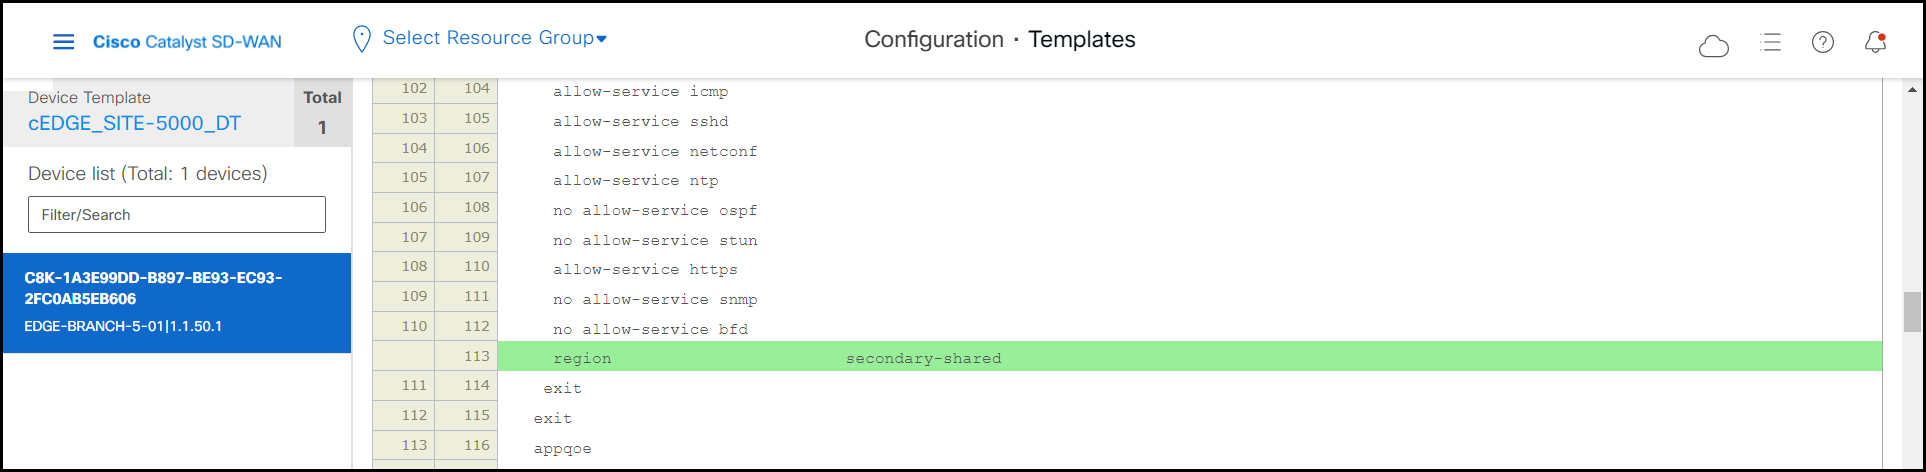 Cisco Catalyst SD-WAN Select Resource Group Configuration · Templates
Device Template Total
cEDGE_SITE-5000_DT 1
Device list (Total: 1 devices)
Filter/Search
C8K-1A3E99DD-B897-BE93-EC93-
2FC0AB5EB606
EDGE-BRANCH-5-01|1.1.50.1
102 104 allow-service icmp
103 105 allow-service sshd
104 106 allow-service netconf
105 107 allow-service ntp
106 108 no allow-service ospf
107 109 no allow-service stun
108 110 allow-service https
109 111 no allow-service snmp
110 112 no allow-service bfd
113 region secondary-shared
111 114 exit
112 115 exit
113 116 appqoe